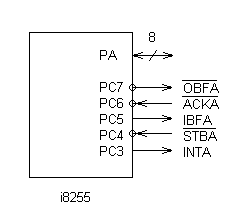 8
PA
PC7 OBFA
PC6 ACKA
PC5 IBFA
PC4 STBA
PC3 INTA
i8255